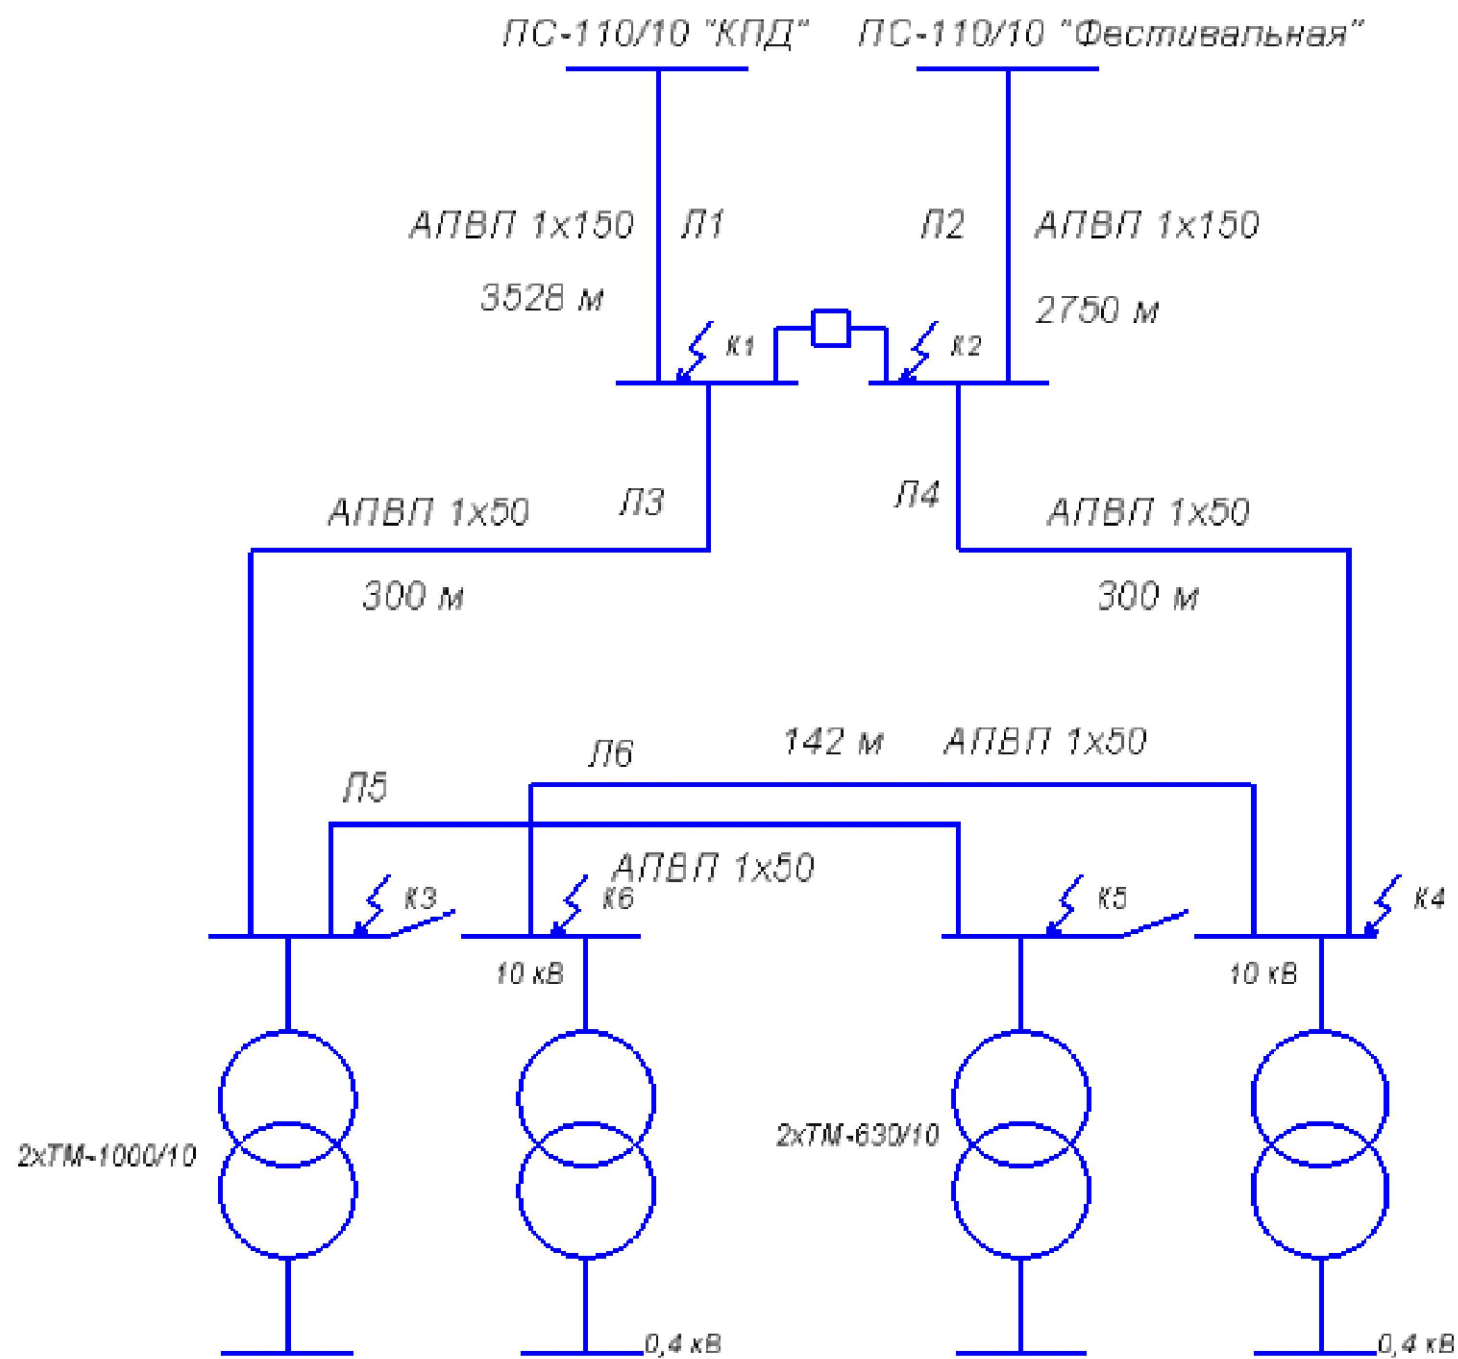 ПС-110/10 "КПД" ПС-110/10 "Фестивальная"
АПВП 1х150 Л1 Л2 АПВП 1х150
3528 м 2750 м
К1 К2
АПВП 1х50 Л3 Л4 АПВП 1х50
300 м 300 м
Л6 142 м АПВП 1х50
Л5
АПВП 1х50
К3 К6 К5 К4
10 кВ 10 кВ
2хТМ-1000/10 2хТМ-630/10
0,4 кВ 0,4 кВ